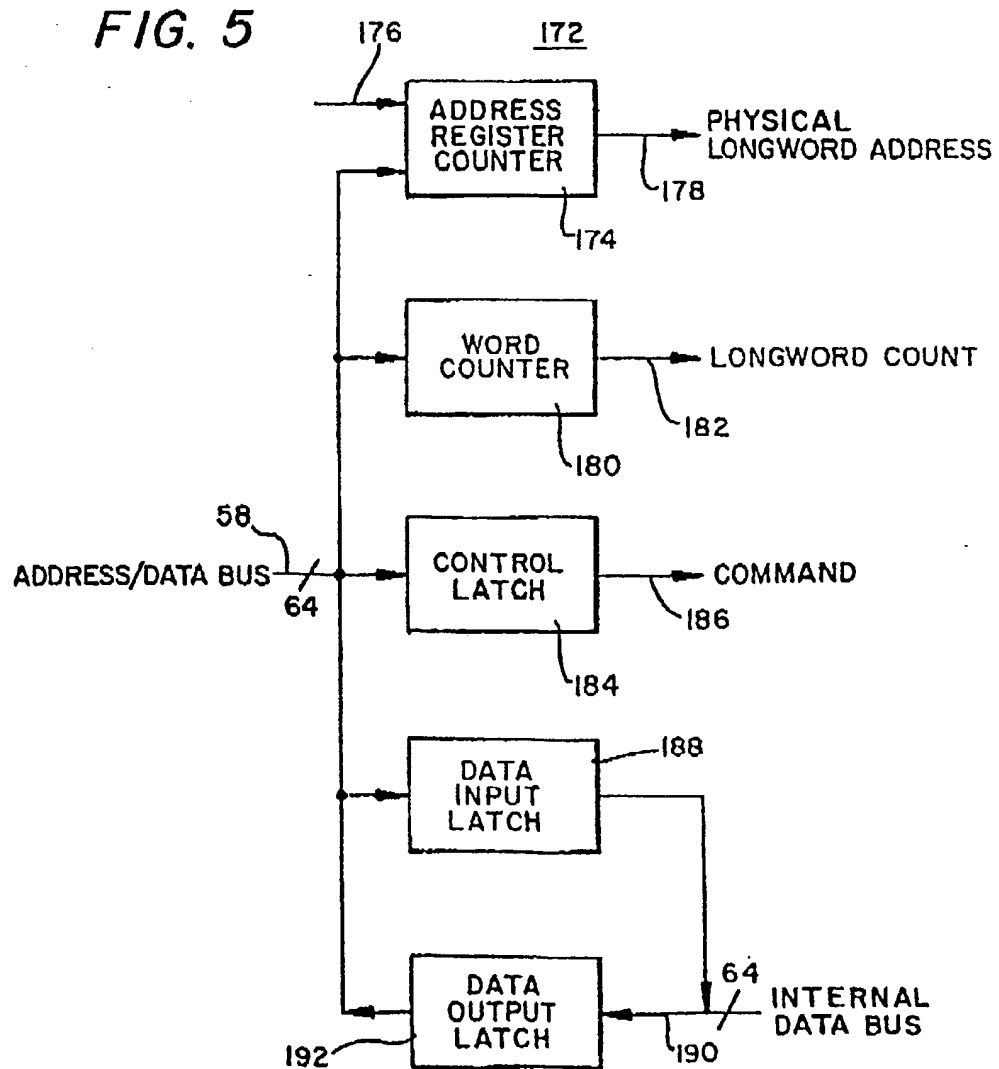 FIG. 5
172
176
ADDRESS
REGISTER
COUNTER
174
178
PHYSICAL
LONGWORD ADDRESS
WORD
COUNTER
180
182
LONGWORD COUNT
58
ADDRESS/DATA BUS
64
CONTROL
LATCH
184
186
COMMAND
DATA
INPUT
LATCH
188
DATA
OUTPUT
LATCH
192
190
64
INTERNAL
DATA BUS